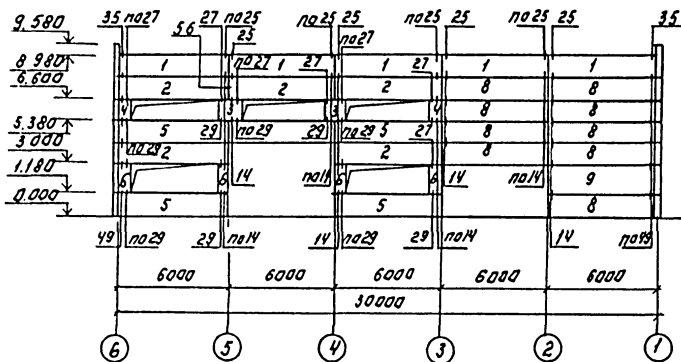 9.580 35 по27 27 по25 по25 25 по25 25 по25 25 35
56 25 по27
8.980 1 по27 1 27 1 27 1 1
6.600 2 2 2 8 8
4 3 3 4 8 8
5.380 5 29 по29 29 по29 5 27 8 8
3.000 по29 2 2 8 8
1.180 6 6 14 по14 6 6 14 по14 9
0.000 5 5 8
49 по29 29 по14 14 по29 29 по14 14 по49
6000 6000 6000 6000 6000
30000
6 5 4 3 2 1